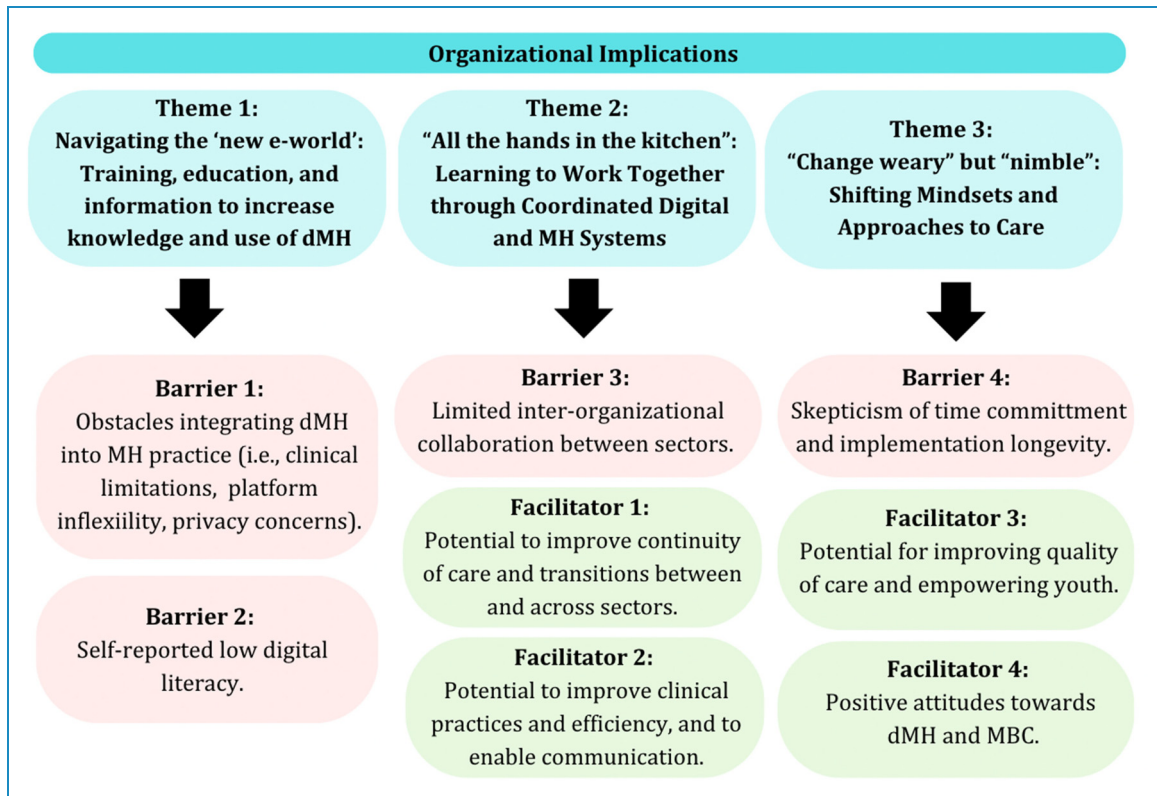 Organizational Implications
Theme 1:
Navigating the ‘new e-world’:
Training, education, and
information to increase
knowledge and use of dMH
Theme 2:
“All the hands in the kitchen”:
Learning to Work Together
through Coordinated Digital
and MH Systems
Theme 3:
“Change weary” but “nimble”:
Shifting Mindsets and
Approaches to Care
Barrier 1:
Obstacles integrating dMH
into MH practice (i.e., clinical
limitations, platform
inflexiility, privacy concerns).
Barrier 2:
Self-reported low digital
literacy.
Barrier 3:
Limited inter-organizational
collaboration between sectors.
Facilitator 1:
Potential to improve continuity
of care and transitions between
and across sectors.
Facilitator 2:
Potential to improve clinical
practices and efficiency, and to
enable communication.
Barrier 4:
Skepticism of time committment
and implementation longevity.
Facilitator 3:
Potential for improving quality
of care and empowering youth.
Facilitator 4:
Positive attitudes towards
dMH and MBC.